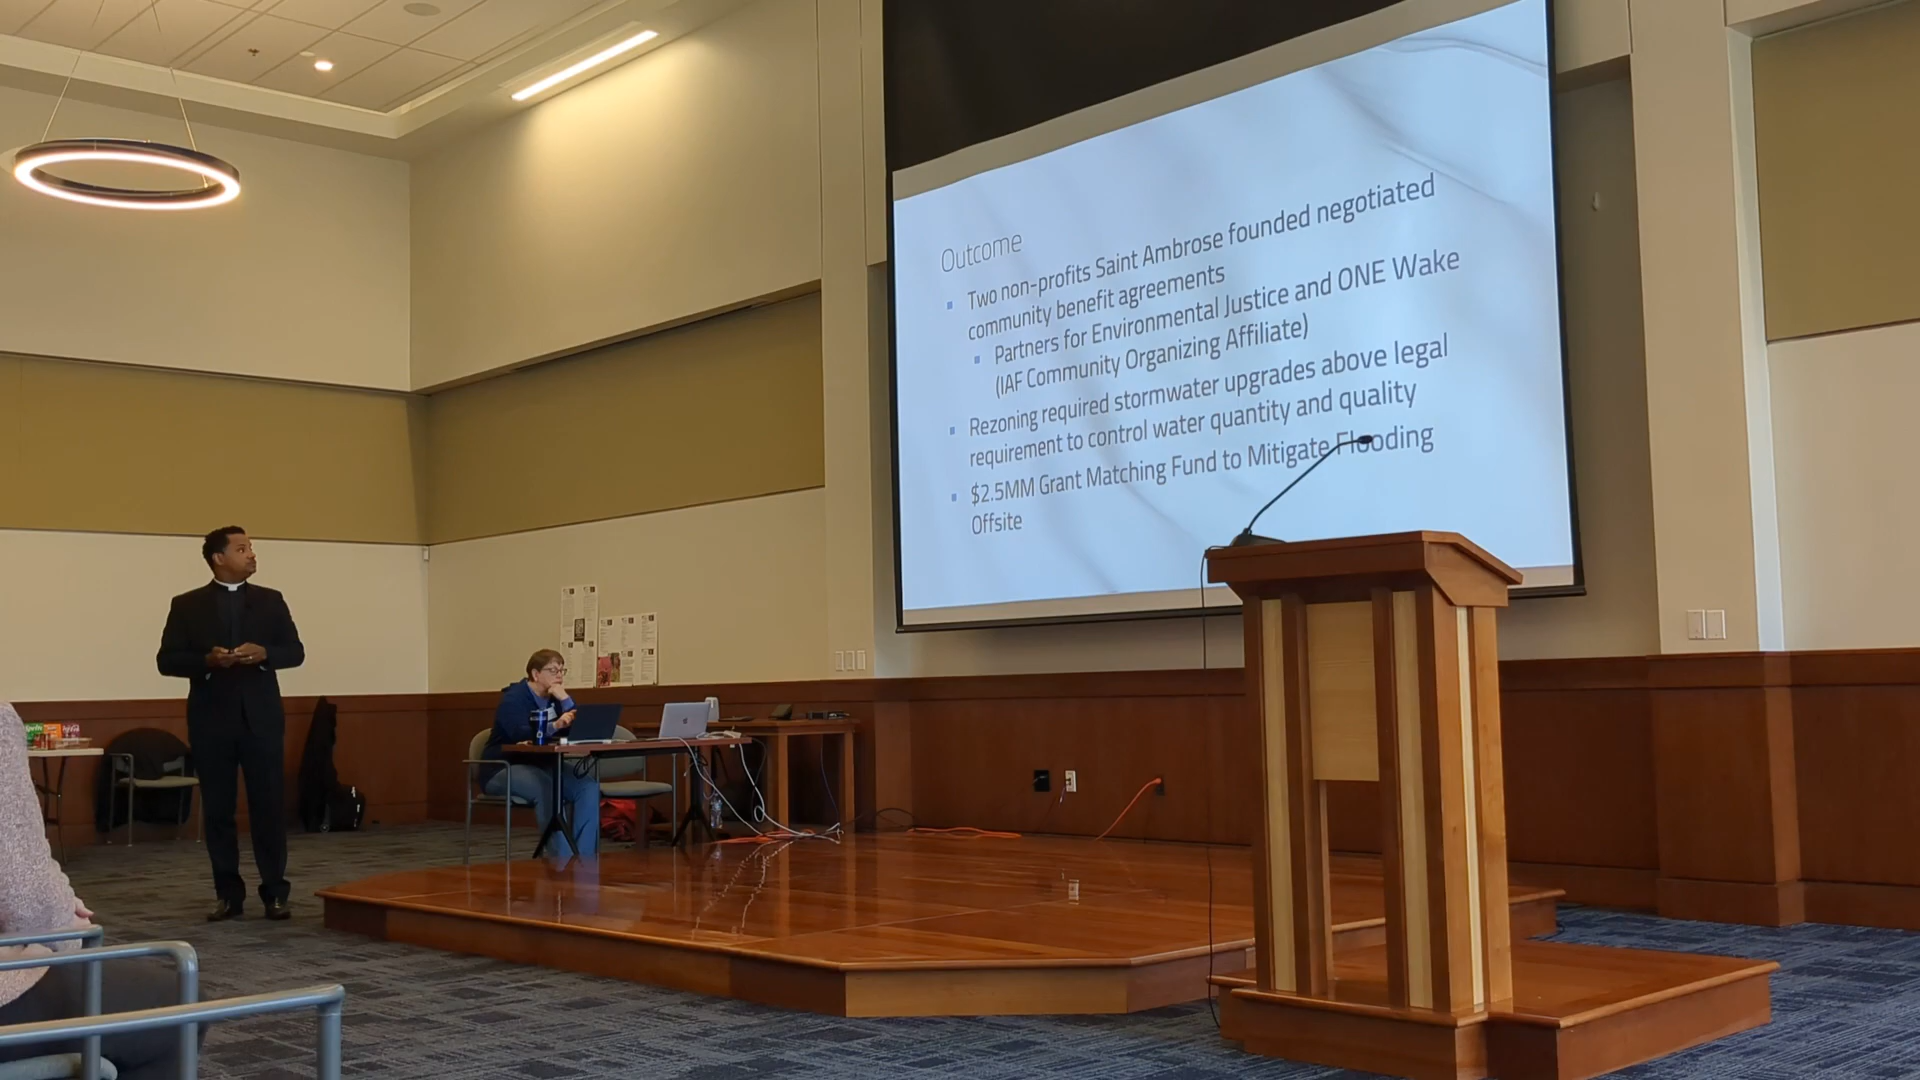 Outcome
▪ Two non-profits Saint Ambrose founded negotiated
community benefit agreements
▪ Partners for Environmental Justice and ONE Wake
(IAF Community Organizing Affiliate)
▪ Rezoning required stormwater upgrades above legal
requirement to control water quantity and quality
▪ $2.5MM Grant Matching Fund to Mitigate Flooding
Offsite